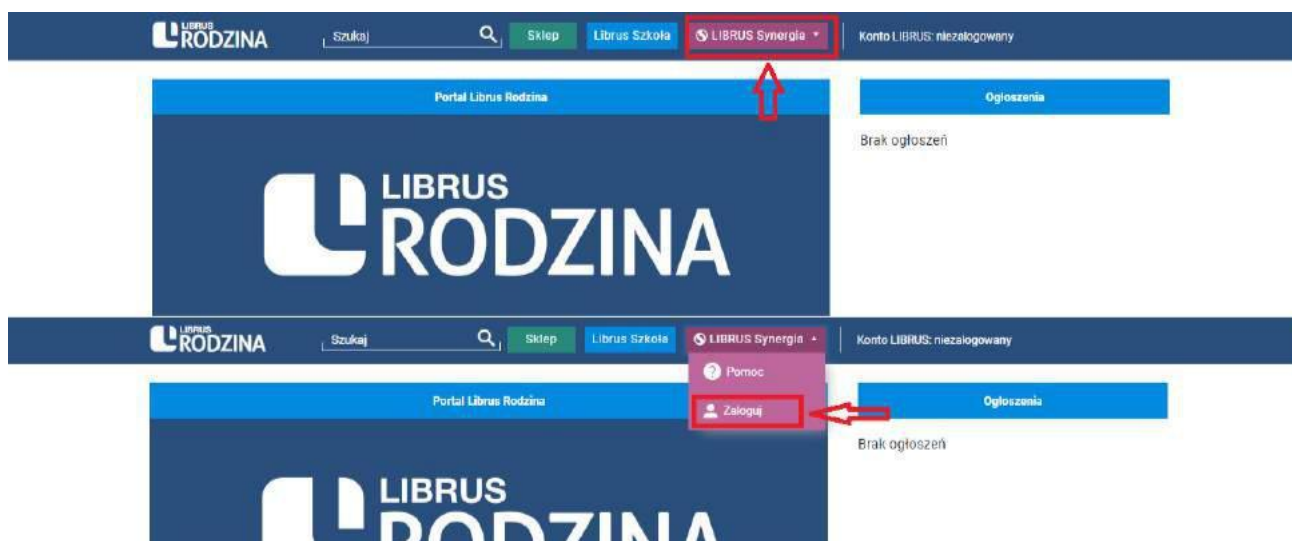 LIBRUS
RODZINA
Szukaj
Sklep
Librus Szkoła
LIBRUS Synergia
Konto LIBRUS: niezalogowany
Portal Librus Rodzina
Ogłoszenia
Brak ogłoszeń
LIBRUS
RODZINA
LIBRUS
RODZINA
Szukaj
Sklep
Librus Szkoła
LIBRUS Synergia
Konto LIBRUS: niezalogowany
Pomoc
Portal Librus Rodzina
Zaloguj
Ogłoszenia
Brak ogłoszeń
LIBRUS
RODZINA